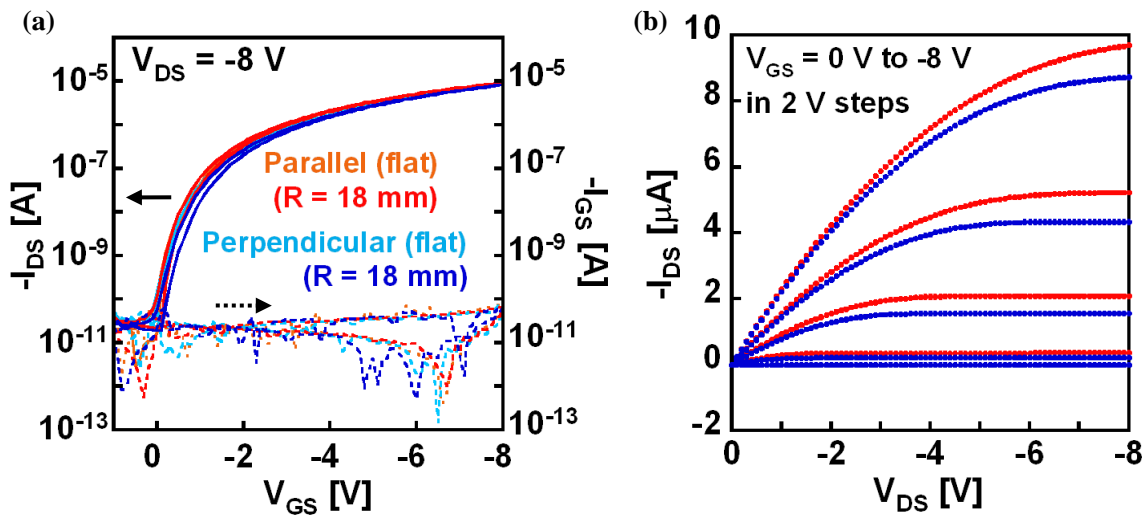 (a)
V_DS = -8 V
10^-5
10^-7
10^-9
10^-11
10^-13
-I_DS [A]
Parallel (flat)
(R = 18 mm)
Perpendicular (flat)
(R = 18 mm)
10^-5
10^-7
10^-9
10^-11
10^-13
-I_GS [A]
0
-2
-4
-6
-8
V_GS [V]
(b)
V_GS = 0 V to -8 V
in 2 V steps
10
8
6
4
2
0
-2
-I_DS [μA]
0
-2
-4
-6
-8
V_DS [V]